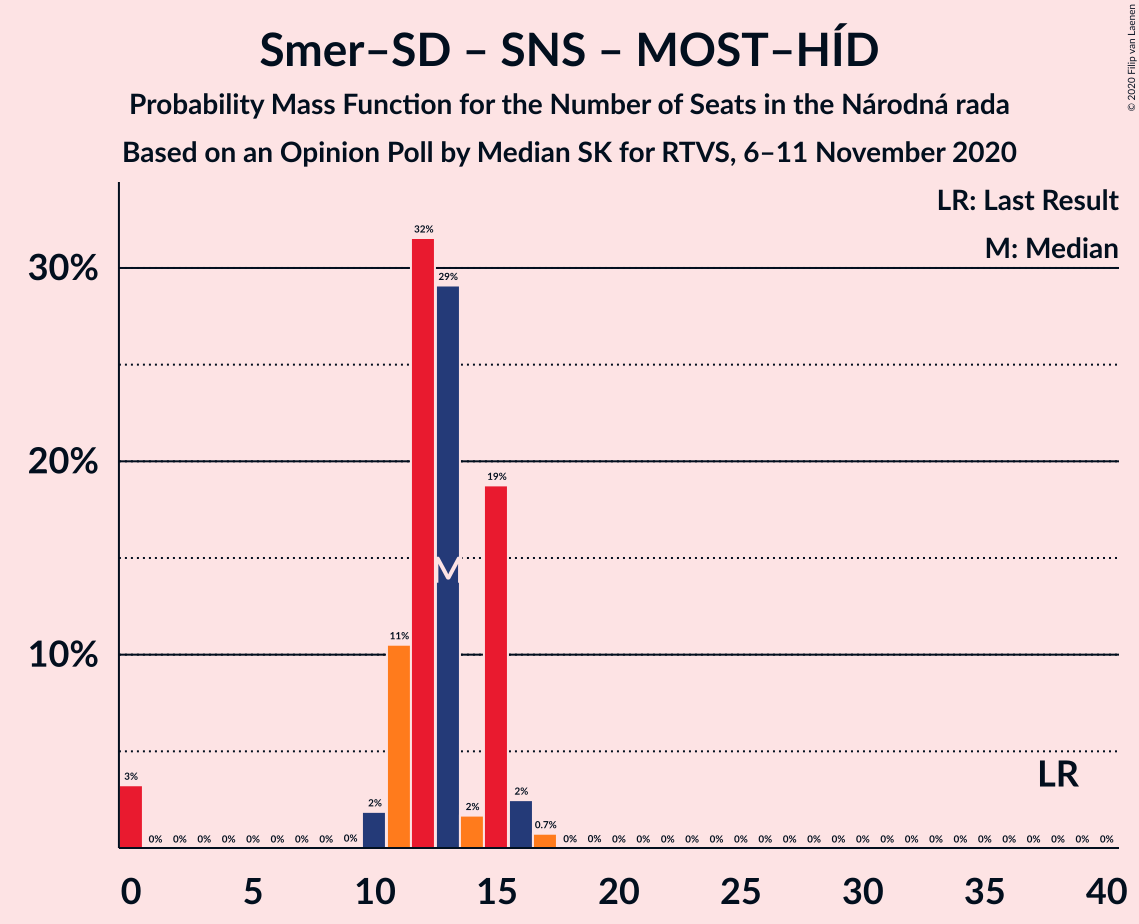 Smer–SD – SNS – MOST–HÍD
Probability Mass Function for the Number of Seats in the Národná rada
Based on an Opinion Poll by Median SK for RTVS, 6–11 November 2020
© 2020 Filip van Laenen
LR: Last Result
M: Median
30%
20%
10%
3% 0% 0% 0% 0% 0% 0% 0% 0% 0% 2% 11% 32% 29% 2% 19% 2% 0.7% 0% 0% 0% 0% 0% 0% 0% 0% 0% 0% 0% 0% 0% 0% 0% 0% 0% 0% 0% 0% 0% 0% 0%
M
LR
0 5 10 15 20 25 30 35 40